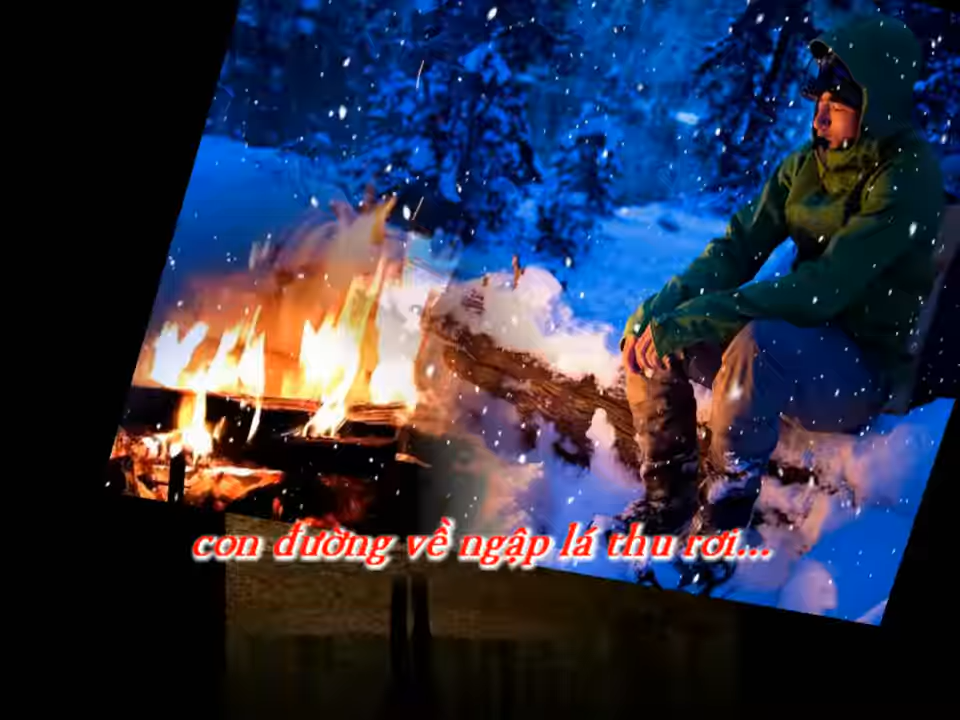 con đường về ngập lá thu rơi...